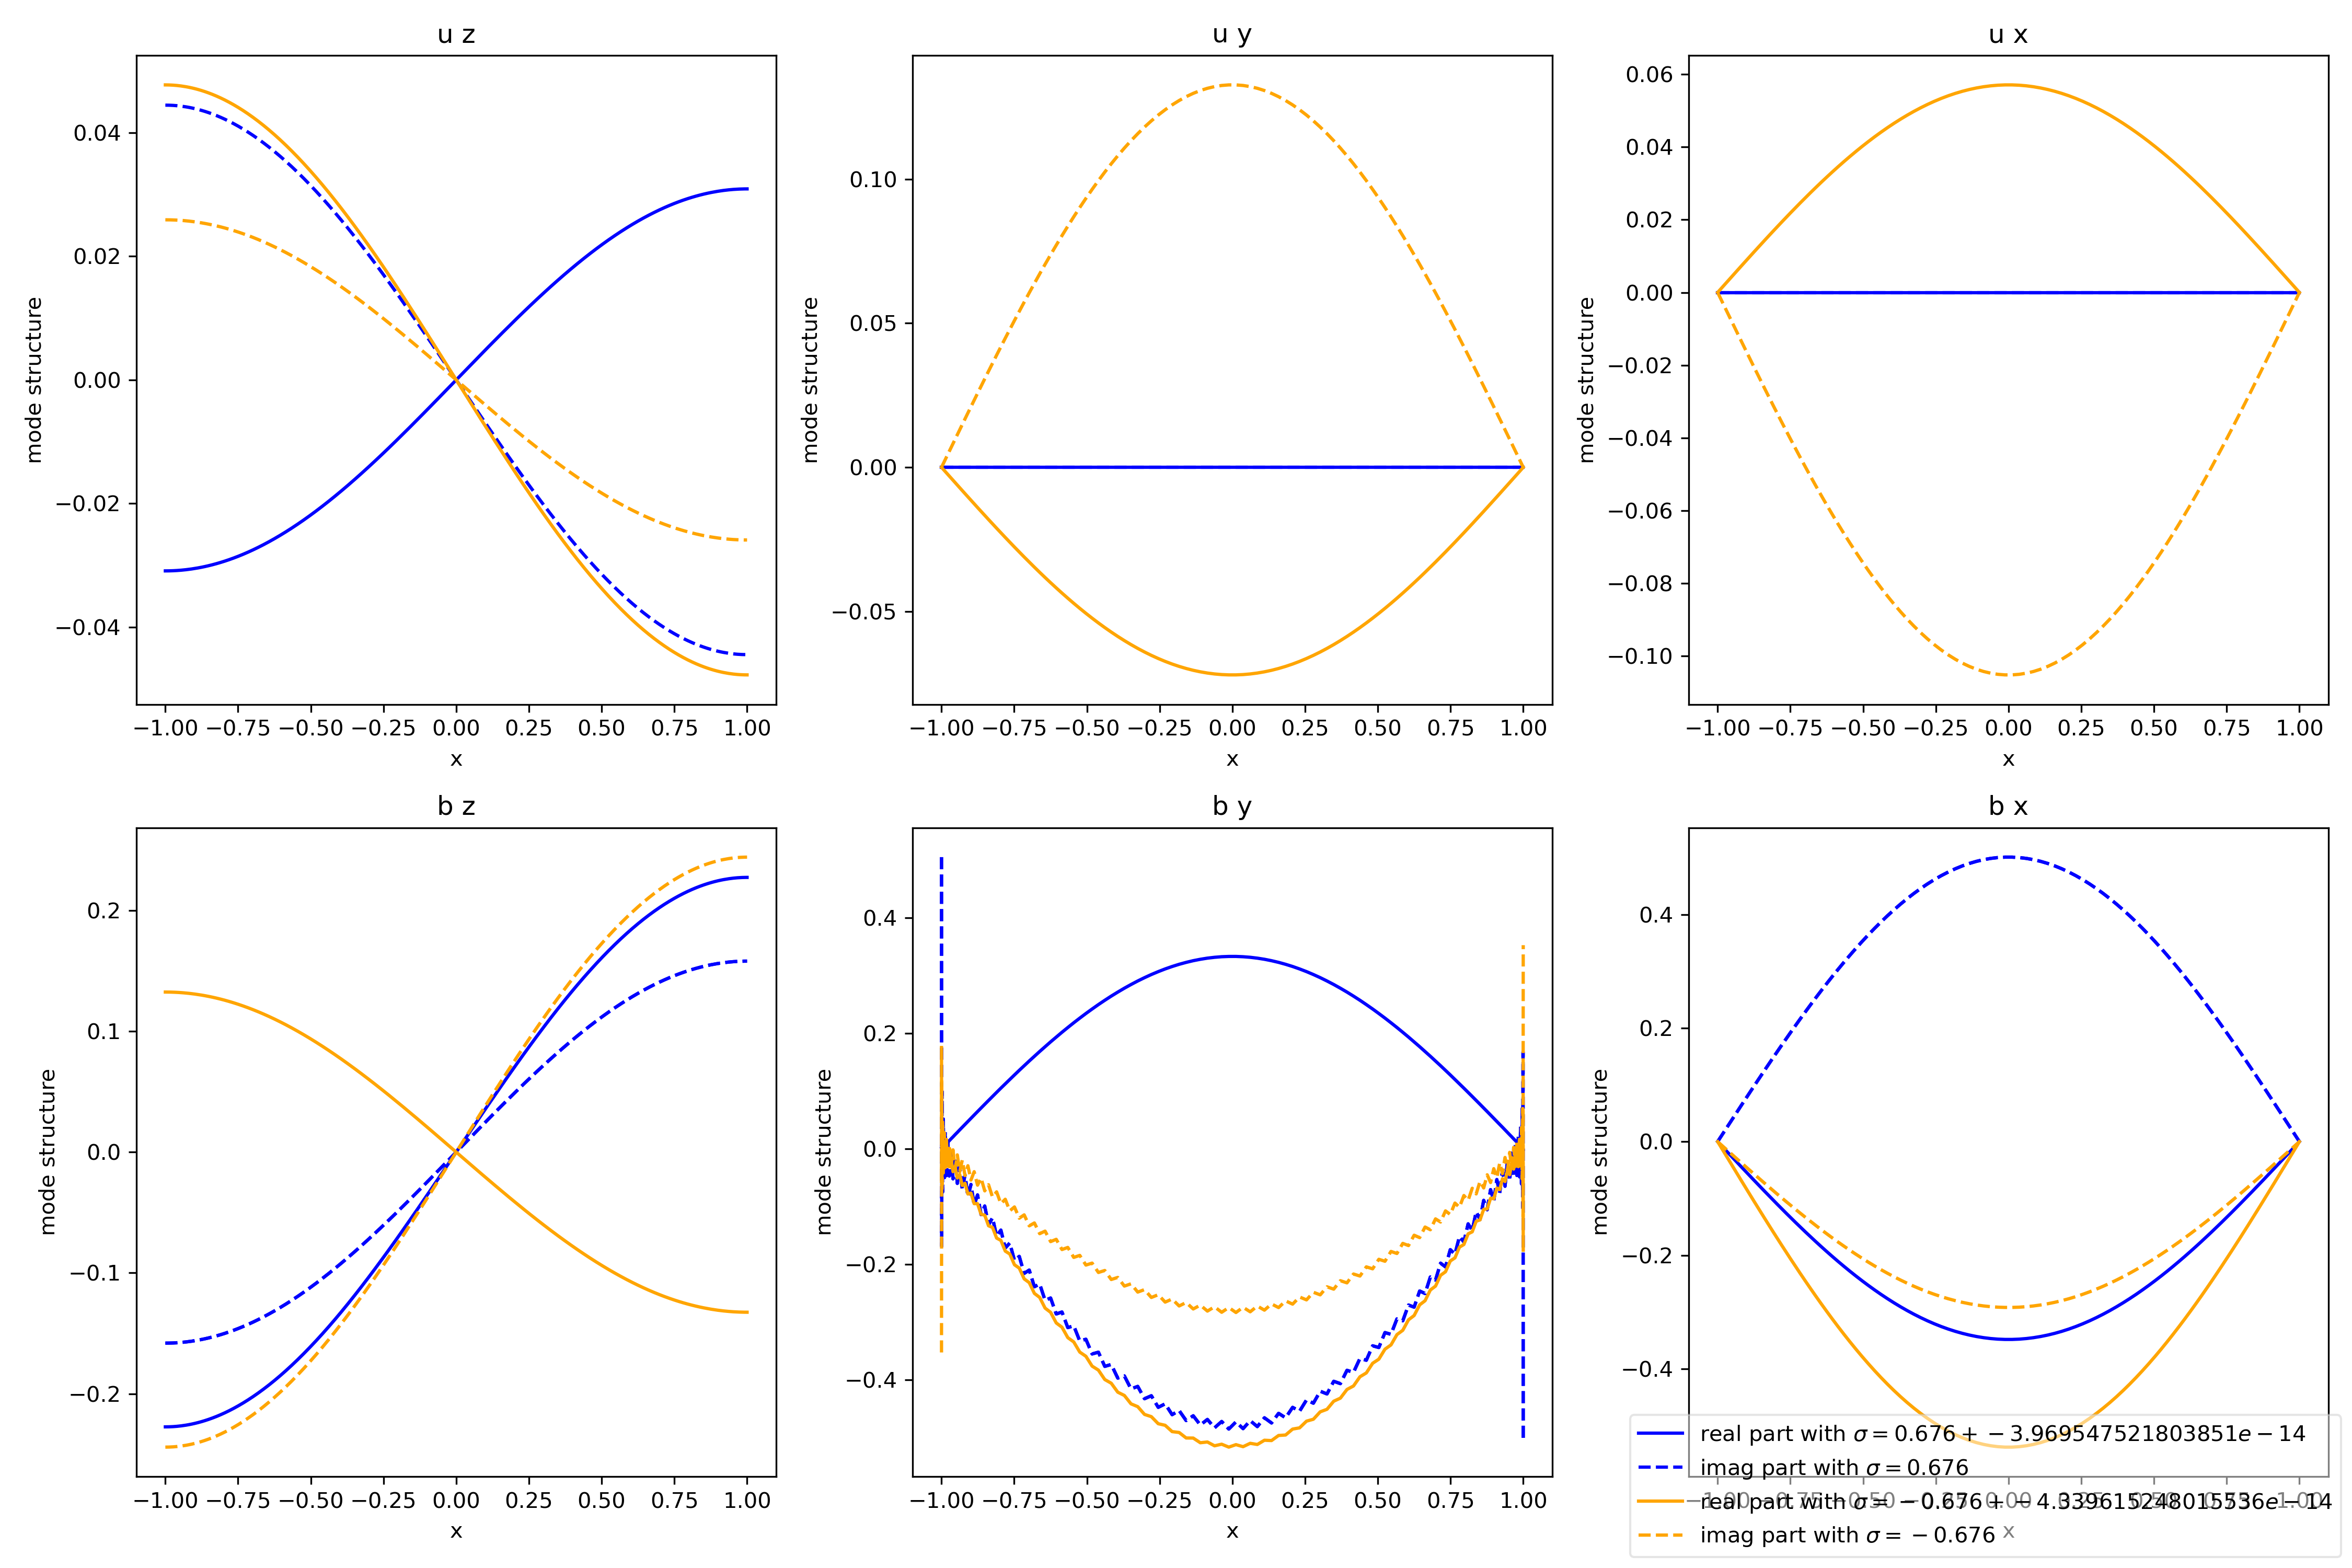 u z
mode structure
0.04
0.02
0.00
−0.02
−0.04
−1.00 −0.75 −0.50 −0.25 0.00 0.25 0.50 0.75 1.00
x
u y
mode structure
0.10
0.05
0.00
−0.05
−1.00 −0.75 −0.50 −0.25 0.00 0.25 0.50 0.75 1.00
x
u x
mode structure
0.06
0.04
0.02
0.00
−0.02
−0.04
−0.06
−0.08
−0.10
−1.00 −0.75 −0.50 −0.25 0.00 0.25 0.50 0.75 1.00
x
b z
mode structure
0.2
0.1
0.0
−0.1
−0.2
−1.00 −0.75 −0.50 −0.25 0.00 0.25 0.50 0.75 1.00
x
b y
mode structure
0.4
0.2
0.0
−0.2
−0.4
−1.00 −0.75 −0.50 −0.25 0.00 0.25 0.50 0.75 1.00
x
b x
mode structure
0.4
0.2
0.0
−0.2
−0.4
real part with σ = 0.676 + −3.969547521803851e − 14
imag part with σ = 0.676
real part with σ = −0.676 + −4.339615248015736e − 14
imag part with σ = −0.676
x